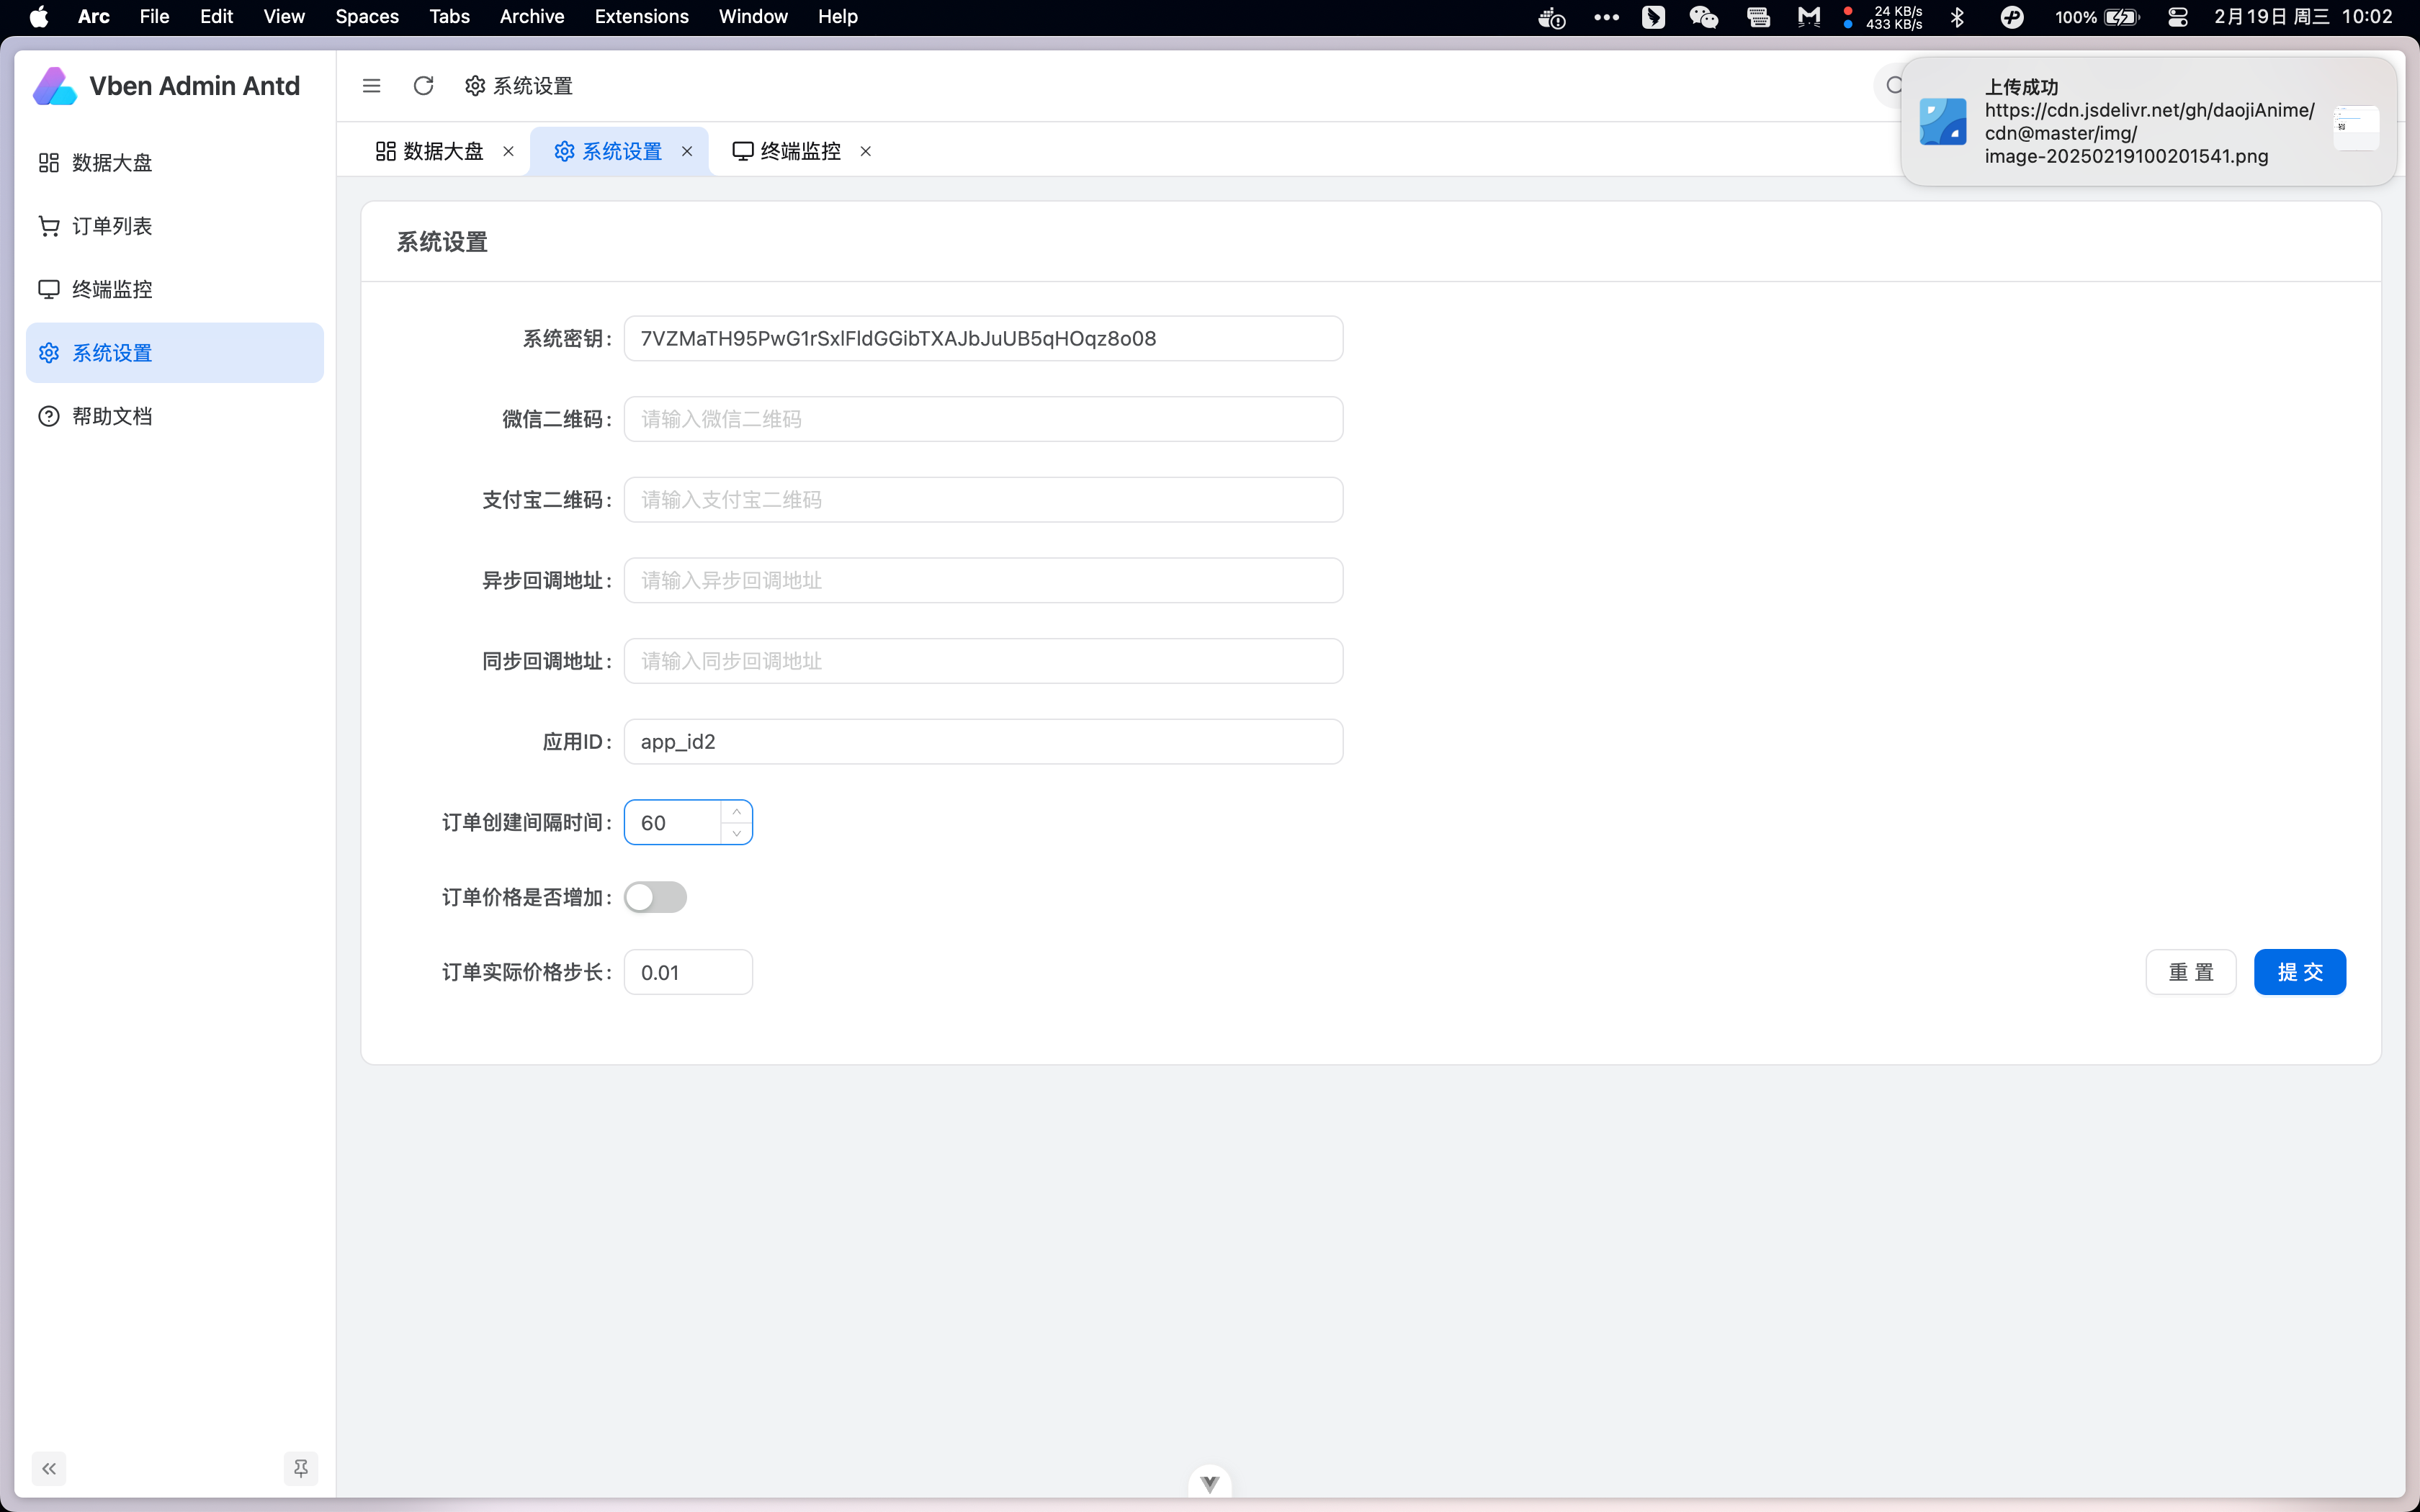 Arc File Edit View Spaces Tabs Archive Extensions Window Help
24 KB/s
433 KB/s
100%
2月19日 周三 10:02
Vben Admin Antd
系统设置
上传成功
https://cdn.jsdelivr.net/gh/daojiAnime/
cdn@master/img/
image-20250219100201541.png
数据大盘
系统设置
终端监控
数据大盘
订单列表
终端监控
系统设置
帮助文档
系统设置
系统密钥: 7VZMaTH95PwG1rSxlFldGGibTXAJbJuUB5qHOqz8o08
微信二维码: 请输入微信二维码
支付宝二维码: 请输入支付宝二维码
异步回调地址: 请输入异步回调地址
同步回调地址: 请输入同步回调地址
应用ID: app_id2
订单创建间隔时间: 60
订单价格是否增加:
订单实际价格步长: 0.01
重 置
提 交